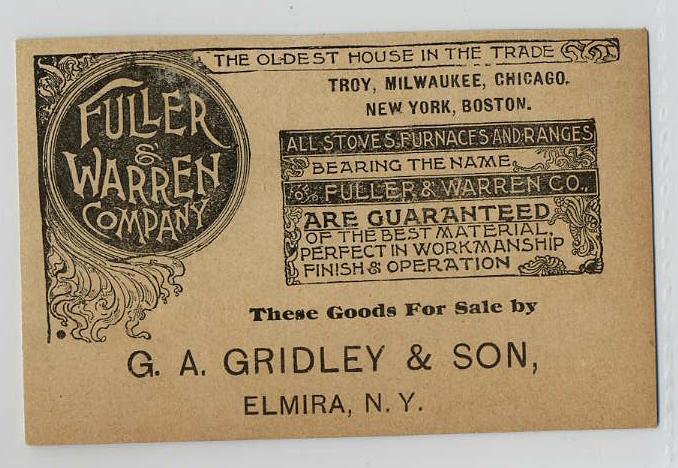 FULLER
&
WARREN
COMPANY
THE OLDEST HOUSE IN THE TRADE
TROY, MILWAUKEE, CHICAGO.
NEW YORK, BOSTON.
ALL STOVES, FURNACES AND RANGES
BEARING THE NAME
OF FULLER & WARREN CO.,
ARE GUARANTEED
OF THE BEST MATERIAL,
PERFECT IN WORKMANSHIP
FINISH & OPERATION
These Goods For Sale by
G. A. GRIDLEY & SON,
ELMIRA, N. Y.